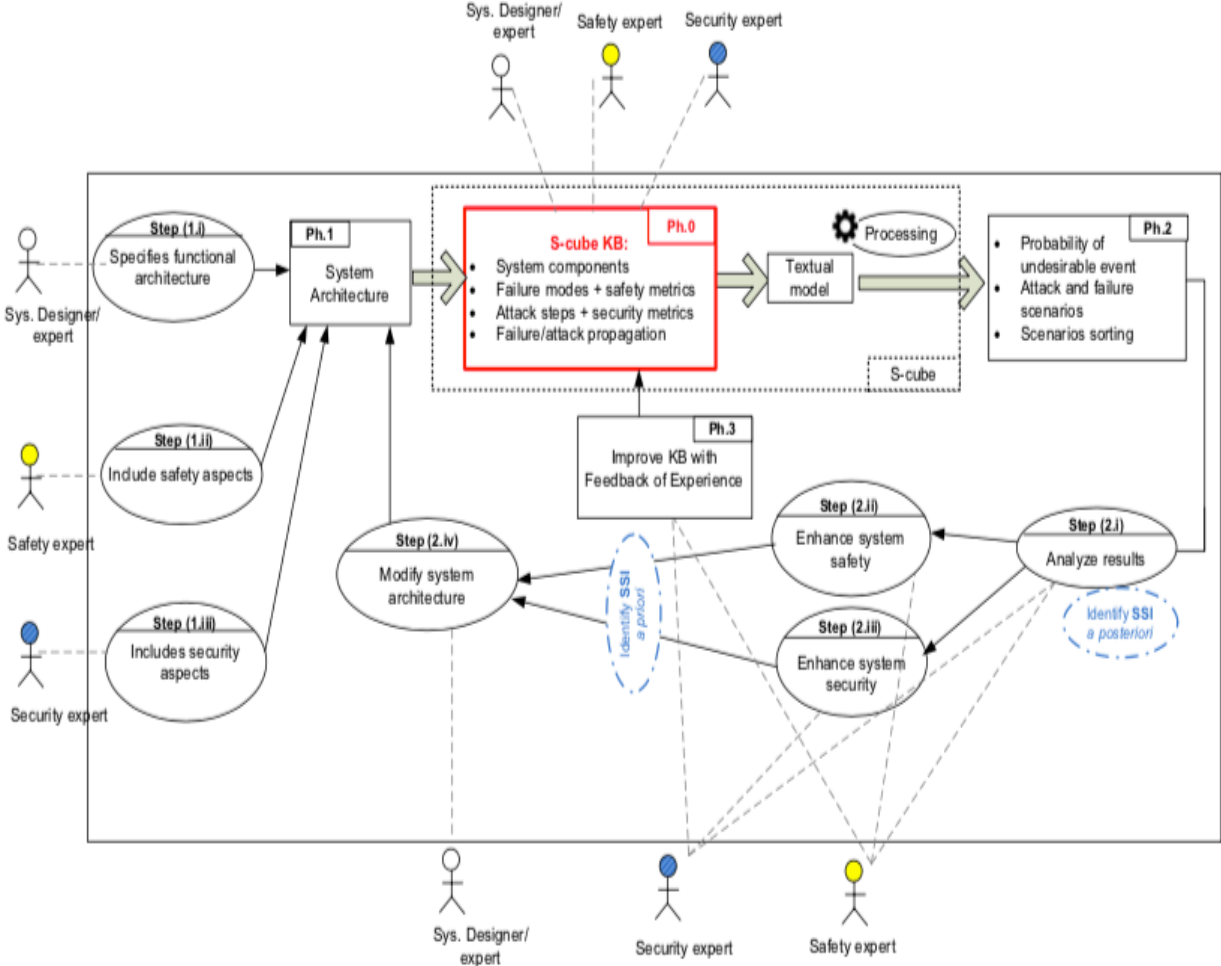 Sys. Designer/
expert
Safety expert
Security expert
Step (1.i)
Specifies functional
architecture
Sys. Designer/
expert
Ph.1
System
Architecture
Ph.0
S-cube KB:
• System components
• Failure modes + safety metrics
• Attack steps + security metrics
• Failure/attack propagation
Textual
model
Processing
S-cube
Ph.2
• Probability of
undesirable event
• Attack and failure
scenarios
• Scenarios sorting
Step (1.ii)
Include safety aspects
Safety expert
Step (1.iii)
Includes security
aspects
Security expert
Ph.3
Improve KB with
Feedback of Experience
Step (2.iv)
Modify system
architecture
Identify SSI
a priori
Step (2.ii)
Enhance system
safety
Step (2.iii)
Enhance system
security
Step (2.i)
Analyze results
Identify SSI
a posteriori
Sys. Designer/
expert
Security expert
Safety expert